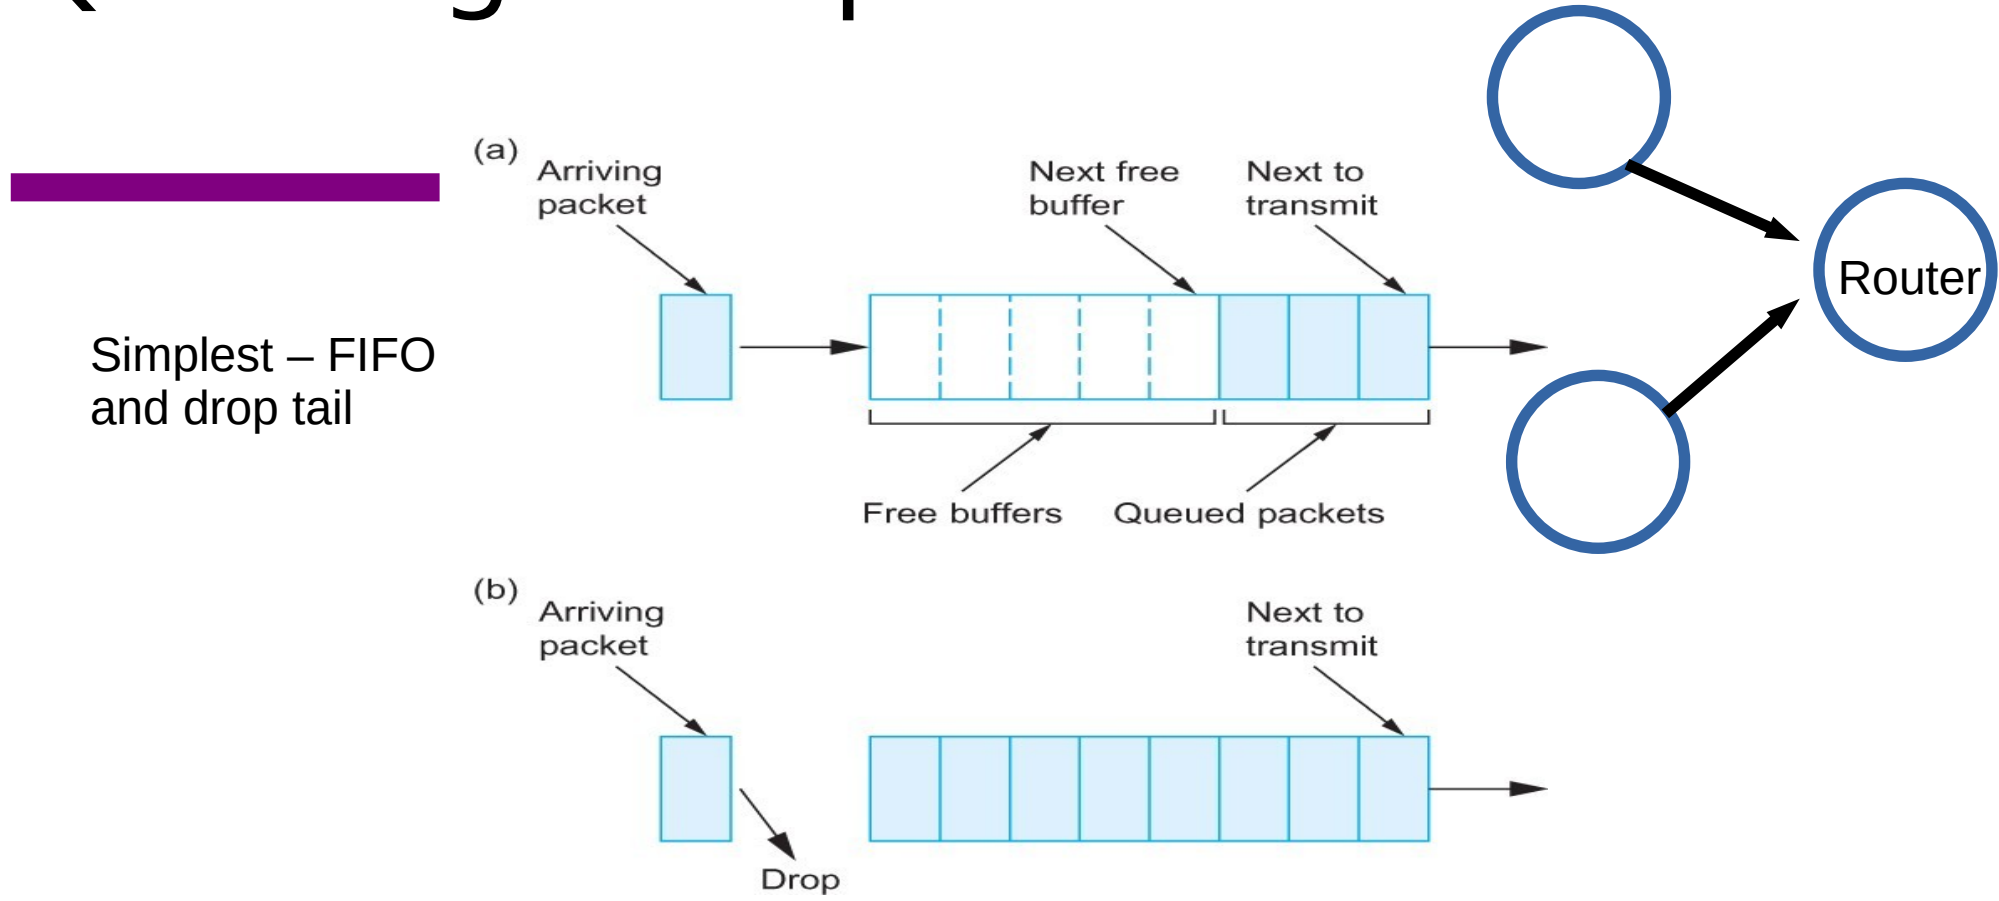 Simplest – FIFO
and drop tail
(a)
Arriving
packet
Next free
buffer
Next to
transmit
Free buffers
Queued packets
(b)
Arriving
packet
Next to
transmit
Drop
Router